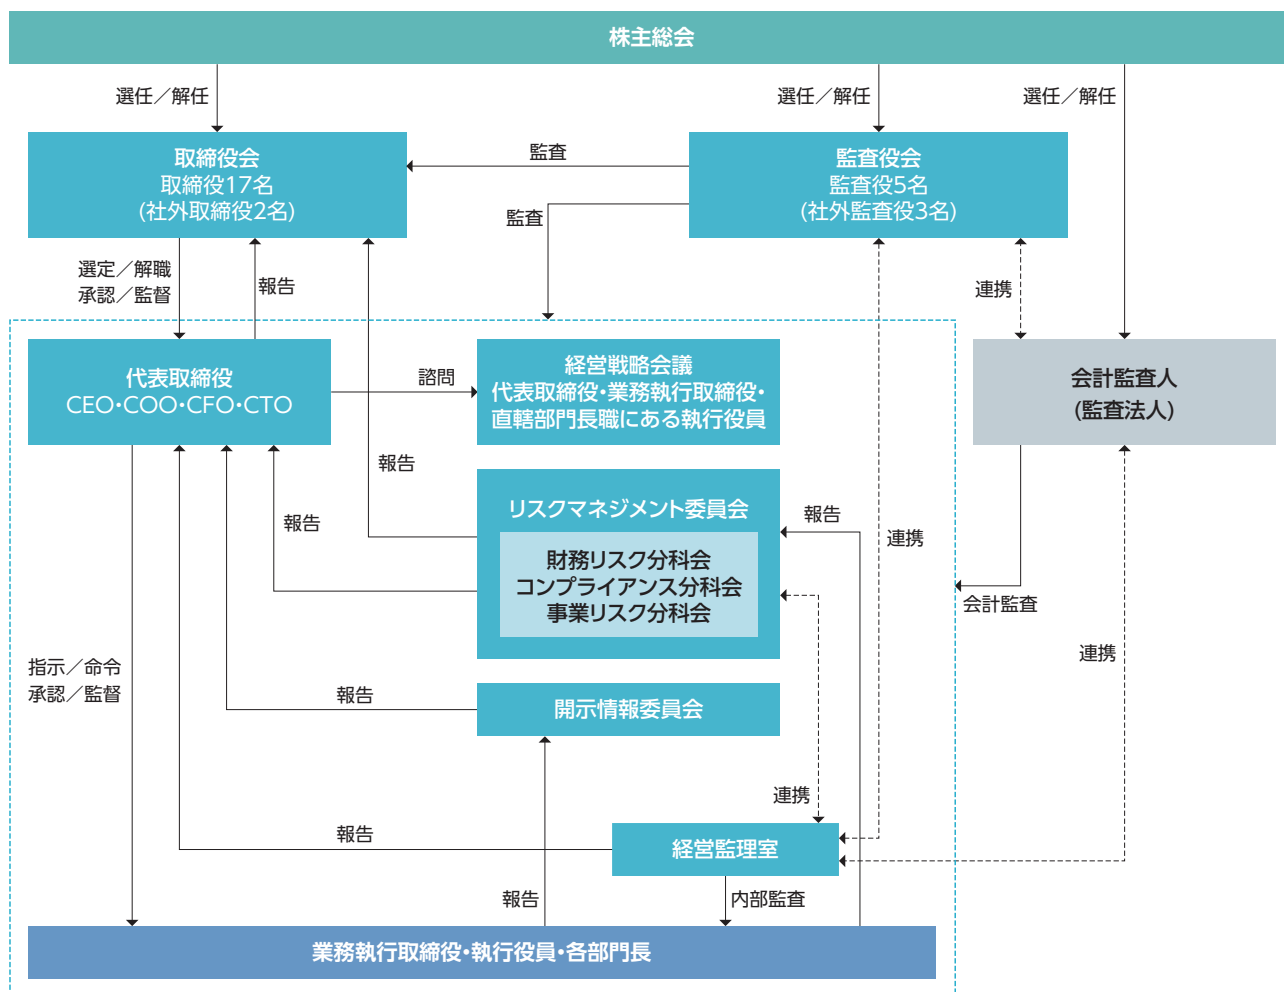 株主総会
選任／解任
選任／解任
選任／解任
取締役会
取締役17名
(社外取締役2名)
監査
監査役会
監査役5名
(社外監査役3名)
監査
選定／解職
承認／監督
報告
連携
代表取締役
CEO・COO・CFO・CTO
諮問
経営戦略会議
代表取締役・業務執行取締役・
直轄部門長職にある執行役員
会計監査人
(監査法人)
報告
報告
リスクマネジメント委員会
財務リスク分科会
コンプライアンス分科会
事業リスク分科会
報告
連携
会計監査
連携
指示／命令
承認／監督
報告
開示情報委員会
連携
報告
経営監理室
報告
内部監査
業務執行取締役・執行役員・各部門長